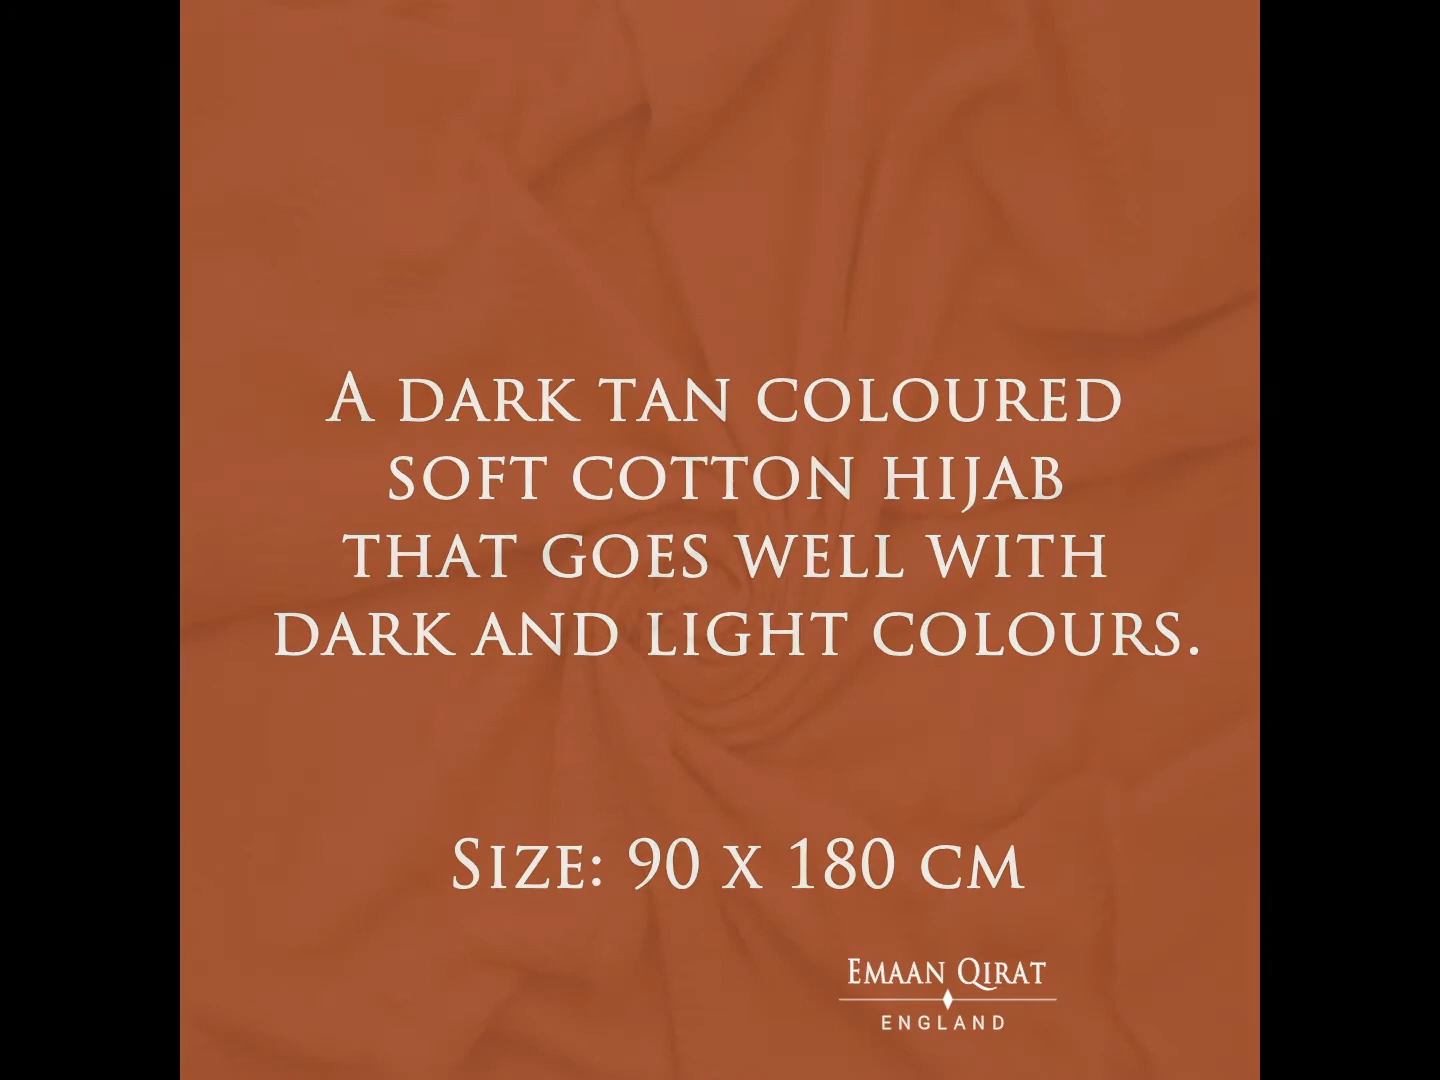 A DARK TAN COLOURED
SOFT COTTON HIJAB
THAT GOES WELL WITH
DARK AND LIGHT COLOURS.
SIZE: 90 X 180 CM
EMAAN QIRAT
ENGLAND